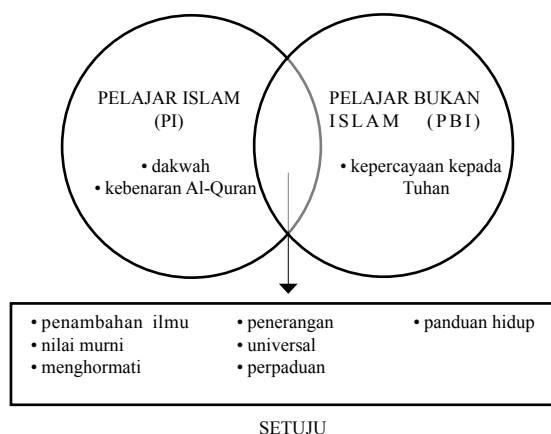 PELAJAR ISLAM
(PI)
• dakwah
• kebenaran Al-Quran
PELAJAR BUKAN
ISLAM (PBI)
• kepercayaan kepada
Tuhan
• penambahan ilmu
• nilai murni
• menghormati
• penerangan
• universal
• perpaduan
• panduan hidup
SETUJU